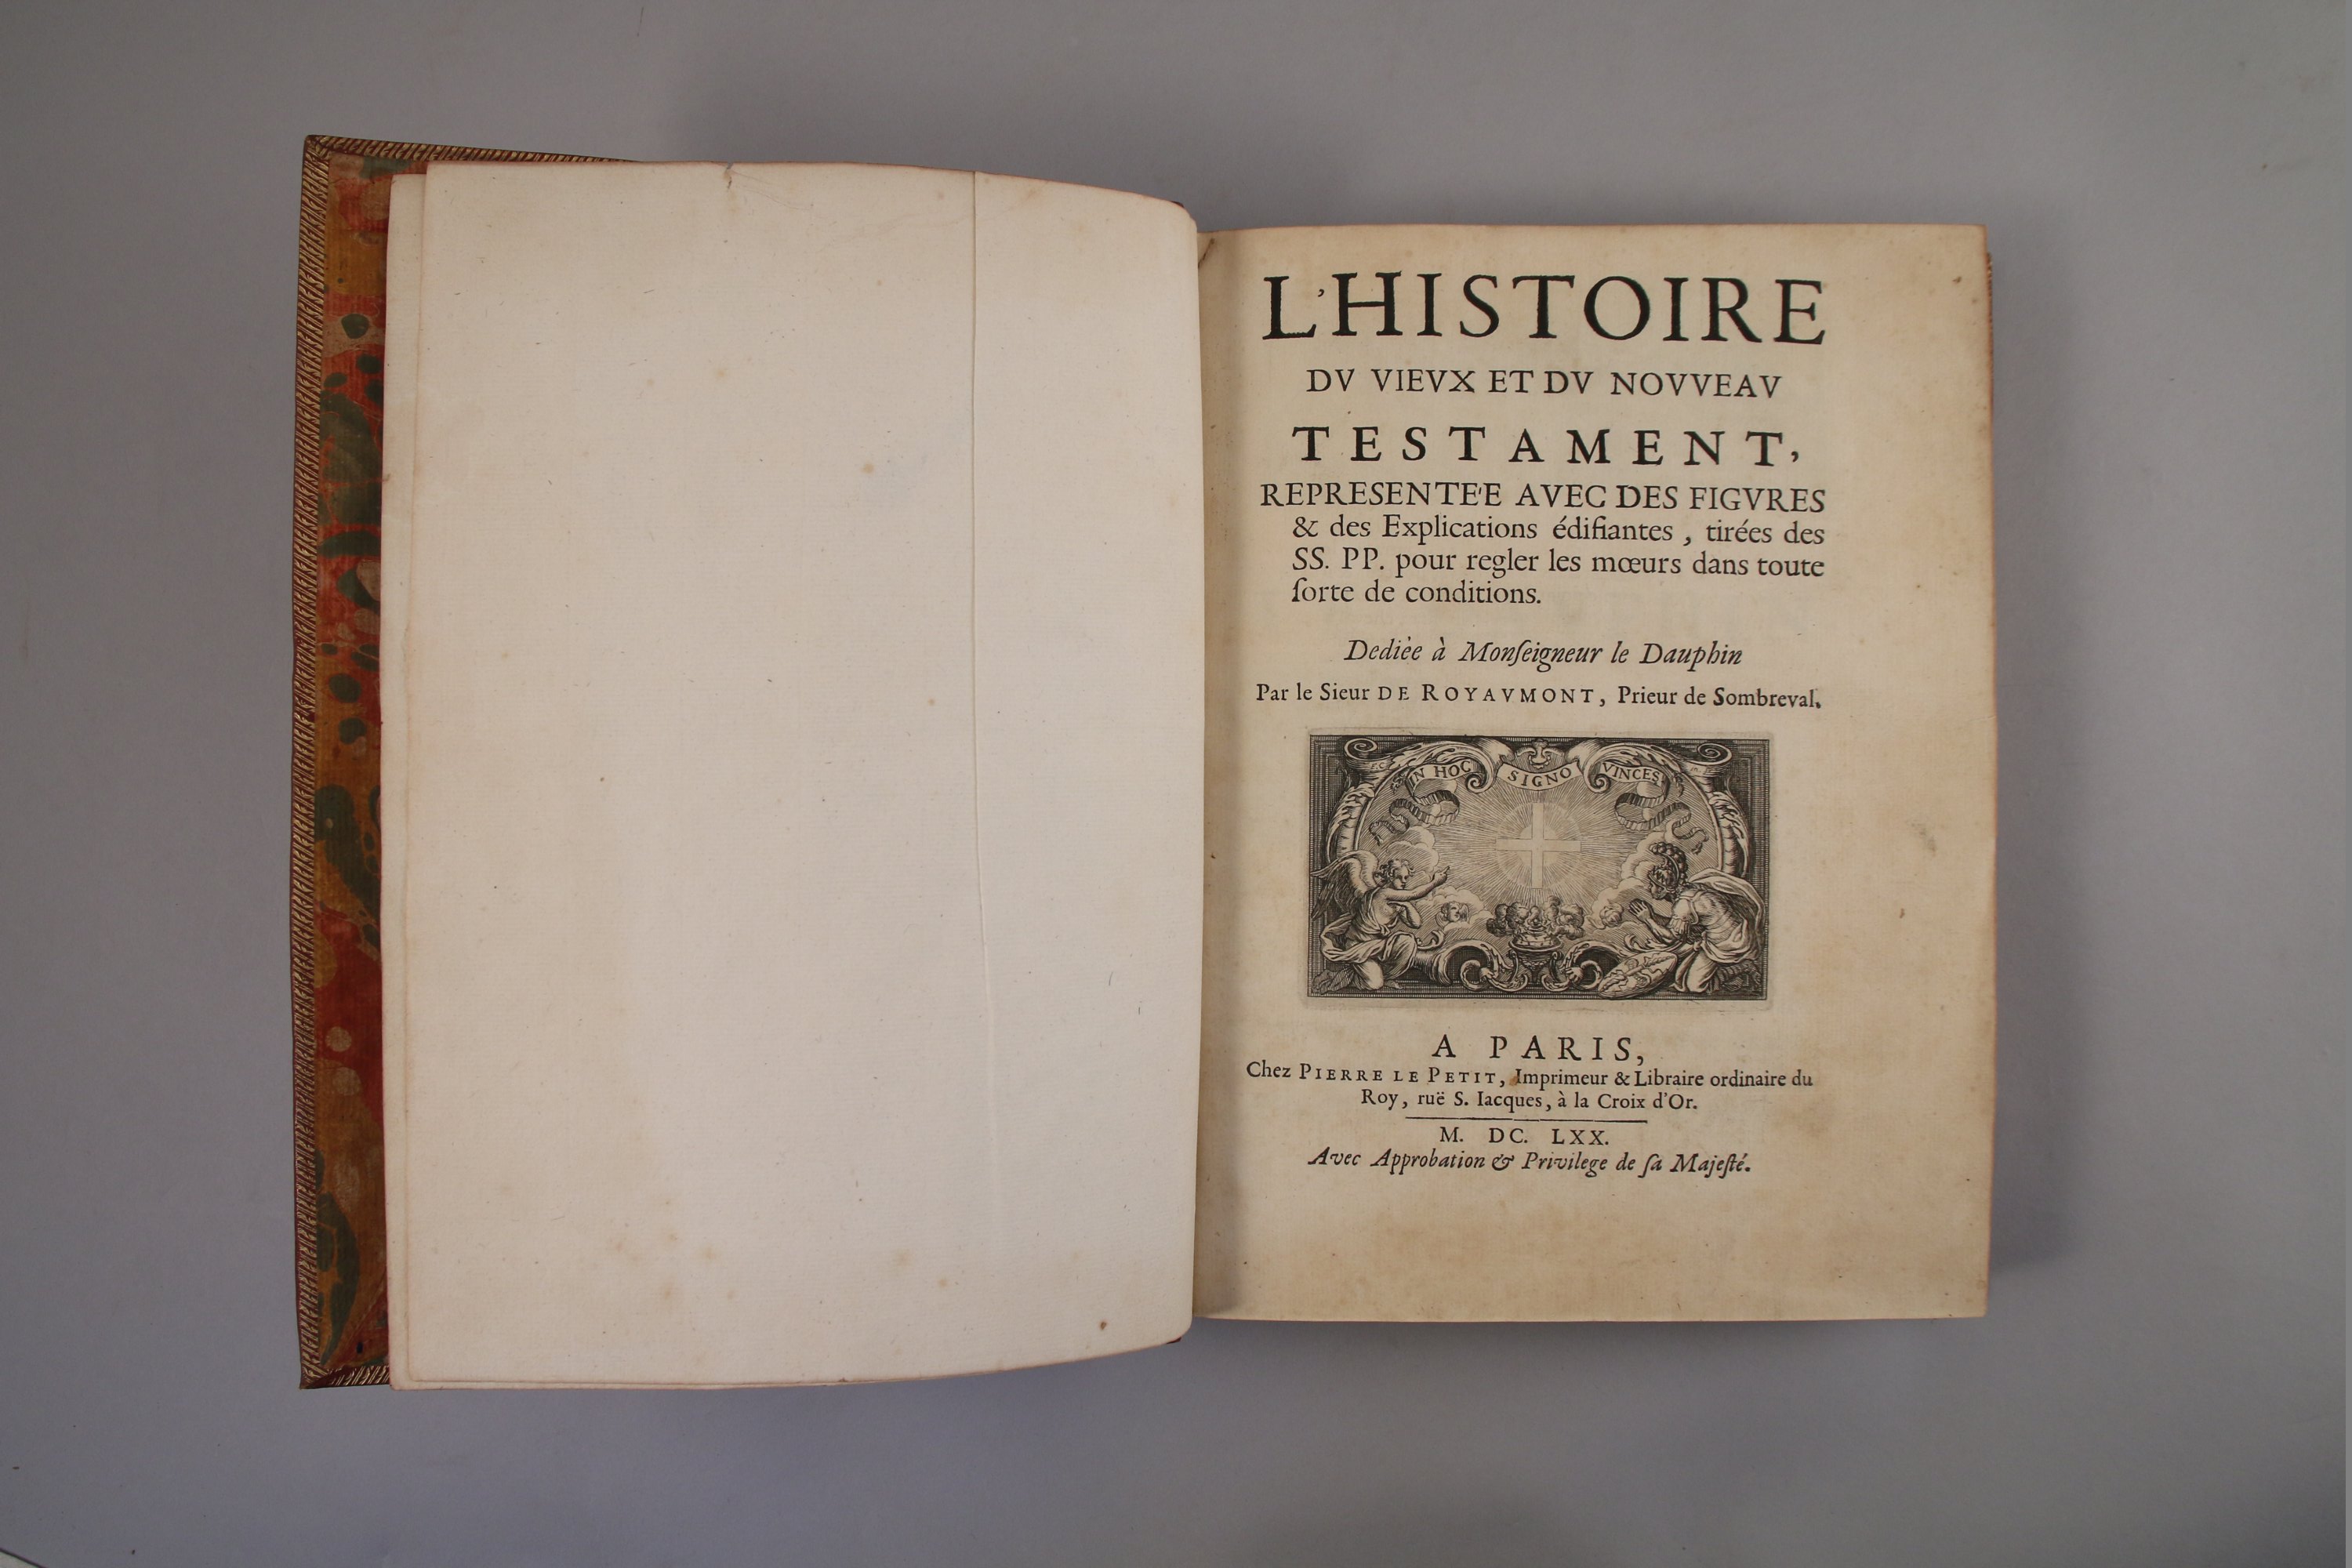 L'HISTOIRE
DV VIEVX ET DV NOVVEAV
TESTAMENT,
REPRESENTE'E AVEC DES FIGVRES
& des Explications édifiantes, tirées des
SS. PP. pour regler les mœurs dans toute
ſorte de conditions.
Dediée à Monſeigneur le Dauphin
Par le Sieur DE ROYAVMONT, Prieur de Sombreval.
IN HOC SIGNO VINCES
A PARIS,
Chez PIERRE LE PETIT, Imprimeur & Libraire ordinaire du
Roy, ruë S. Iacques, à la Croix d'Or.
M. DC. LXX.
Avec Approbation & Privilege de ſa Majeſté.